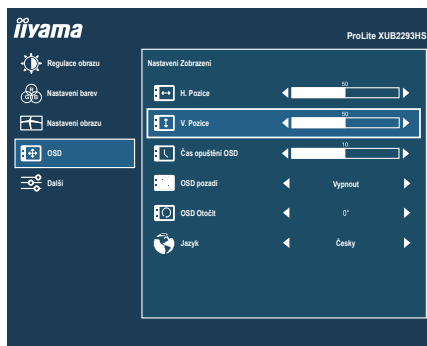 iiyama
ProLite XUB2293HS
Regulace obrazu
Nastavení barev
Nastavení obrazu
OSD
Další
Nastavení Zobrazení
H. Pozice
50
V. Pozice
50
Čas opuštění OSD
10
OSD pozadí
Vypnout
OSD Otočit
0°
Jazyk
Česky